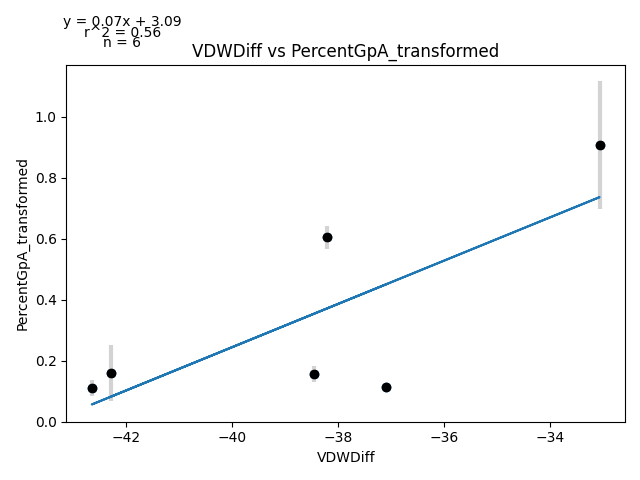 y = 0.07x + 3.09
r^2 = 0.56
n = 6
VDWDiff vs PercentGpA_transformed
1.0
0.8
0.6
0.4
0.2
0.0
PercentGpA_transformed
−42
−40
−38
−36
−34
VDWDiff